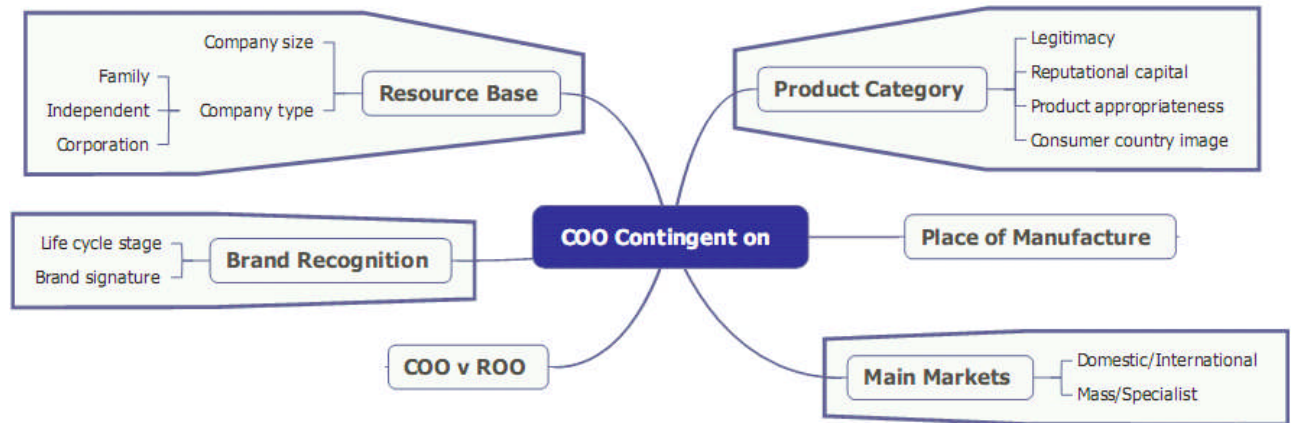 Company size
Family
Independent
Corporation
Company type
Resource Base
Product Category
Legitimacy
Reputational capital
Product appropriateness
Consumer country image
Life cycle stage
Brand signature
Brand Recognition
COO Contingent on
Place of Manufacture
COO v ROO
Main Markets
Domestic/International
Mass/Specialist